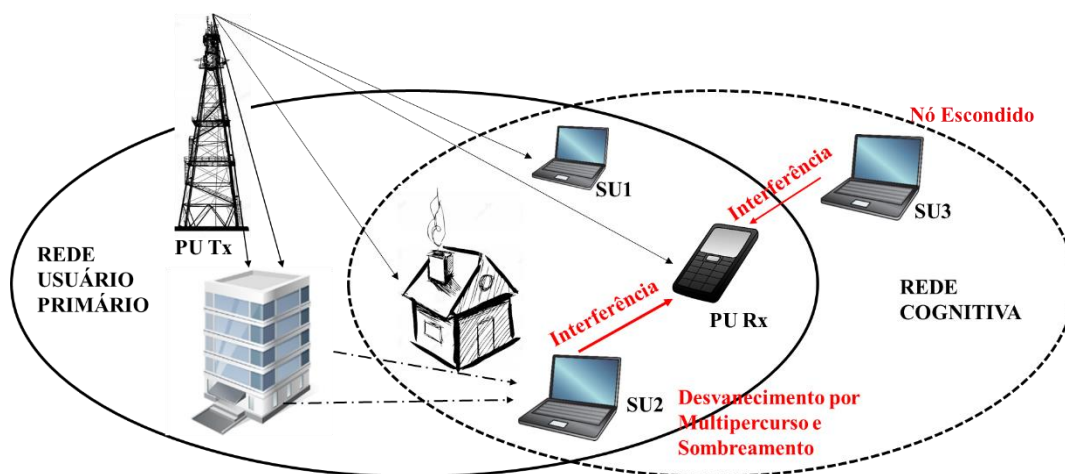 Nó Escondido
Interferência
SU1
SU3
PU Tx
REDE
USUÁRIO
PRIMÁRIO
REDE
COGNITIVA
Interferência
PU Rx
SU2
Desvanecimento por
Multipercurso e
Sombreamento